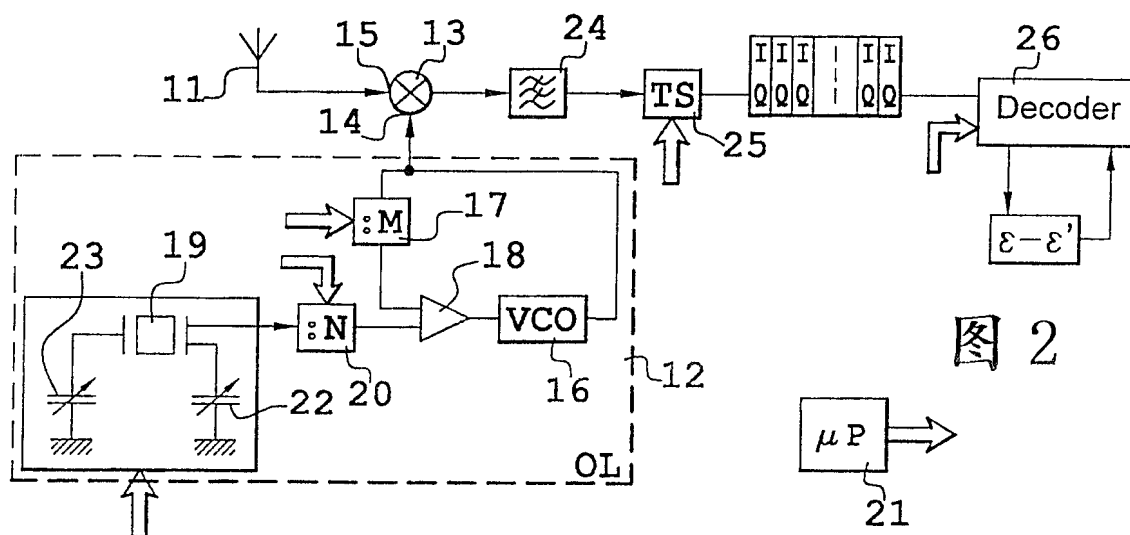 15
13
24
26
11
14
TS
25
I I I I I
Q Q Q Q Q
Decoder
:M
17
ε-ε'
23
19
18
:N
VCO
20
16
12
22
OL
图 2
μP
21